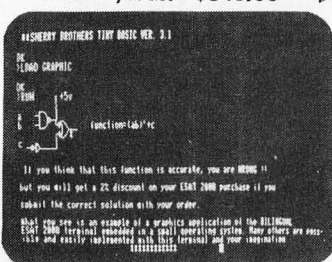 $
##SHERRY BROTHERS TINY BASIC VER. 3.1
OK
>LOAD GRAPHIC
OK
>RUN
+5v
a
b
function=(ab)'+c
c
If you think that this function is accurate, you are WRONG !!
but you will get a 2% discount on your ESAT 200B purchase if you
submit the correct solution with your order.
What you see is an example of a graphics application of the BILINGUAL
ESAT 200B terminal embedded in a small operating system. Many others are poss-
ible and easily implemented with this terminal and your imagination